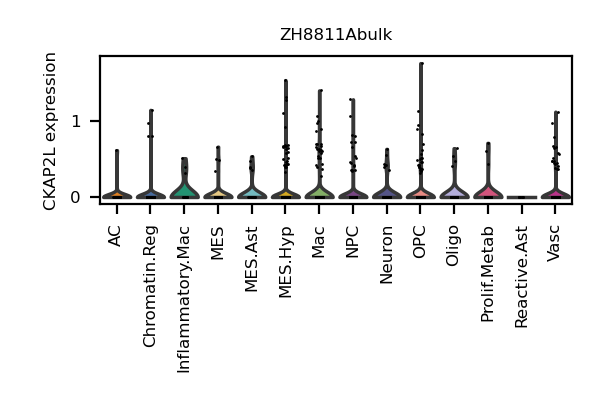 ZH8811Abulk
CKAP2L expression
1
0
AC
Chromatin.Reg
Inflammatory.Mac
MES
MES.Ast
MES.Hyp
Mac
NPC
Neuron
OPC
Oligo
Prolif.Metab
Reactive.Ast
Vasc